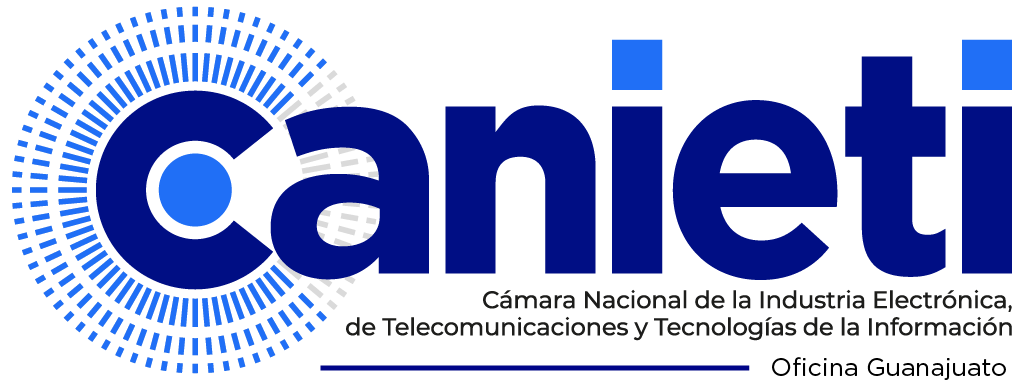 Canieti
Cámara Nacional de la Industria Electrónica,
de Telecomunicaciones y Tecnologías de la Información
Oficina Guanajuato